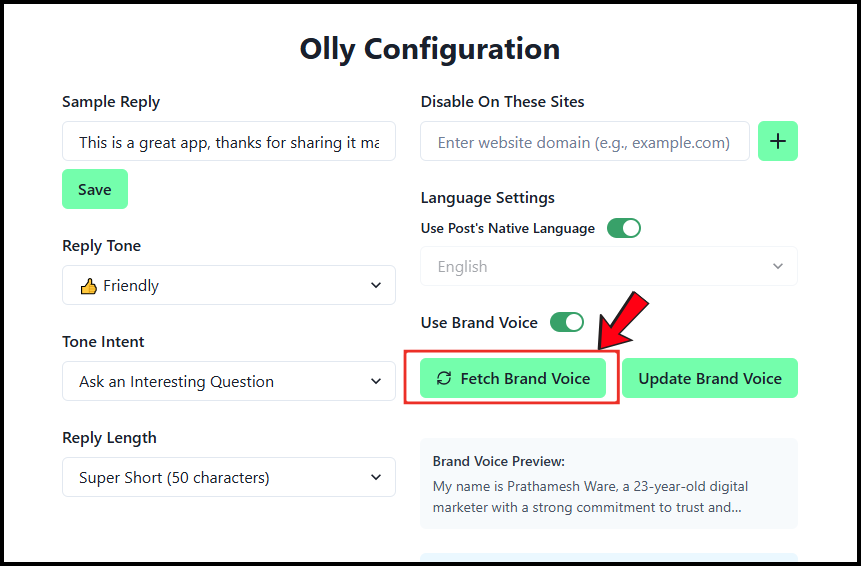 Olly Configuration
Sample Reply
This is a great app, thanks for sharing it ma
Save
Reply Tone
👍 Friendly
Tone Intent
Ask an Interesting Question
Reply Length
Super Short (50 characters)
Disable On These Sites
Enter website domain (e.g., example.com)
+
Language Settings
Use Post's Native Language
English
Use Brand Voice
Fetch Brand Voice
Update Brand Voice
Brand Voice Preview:
My name is Prathamesh Ware, a 23-year-old digital
marketer with a strong commitment to trust and...